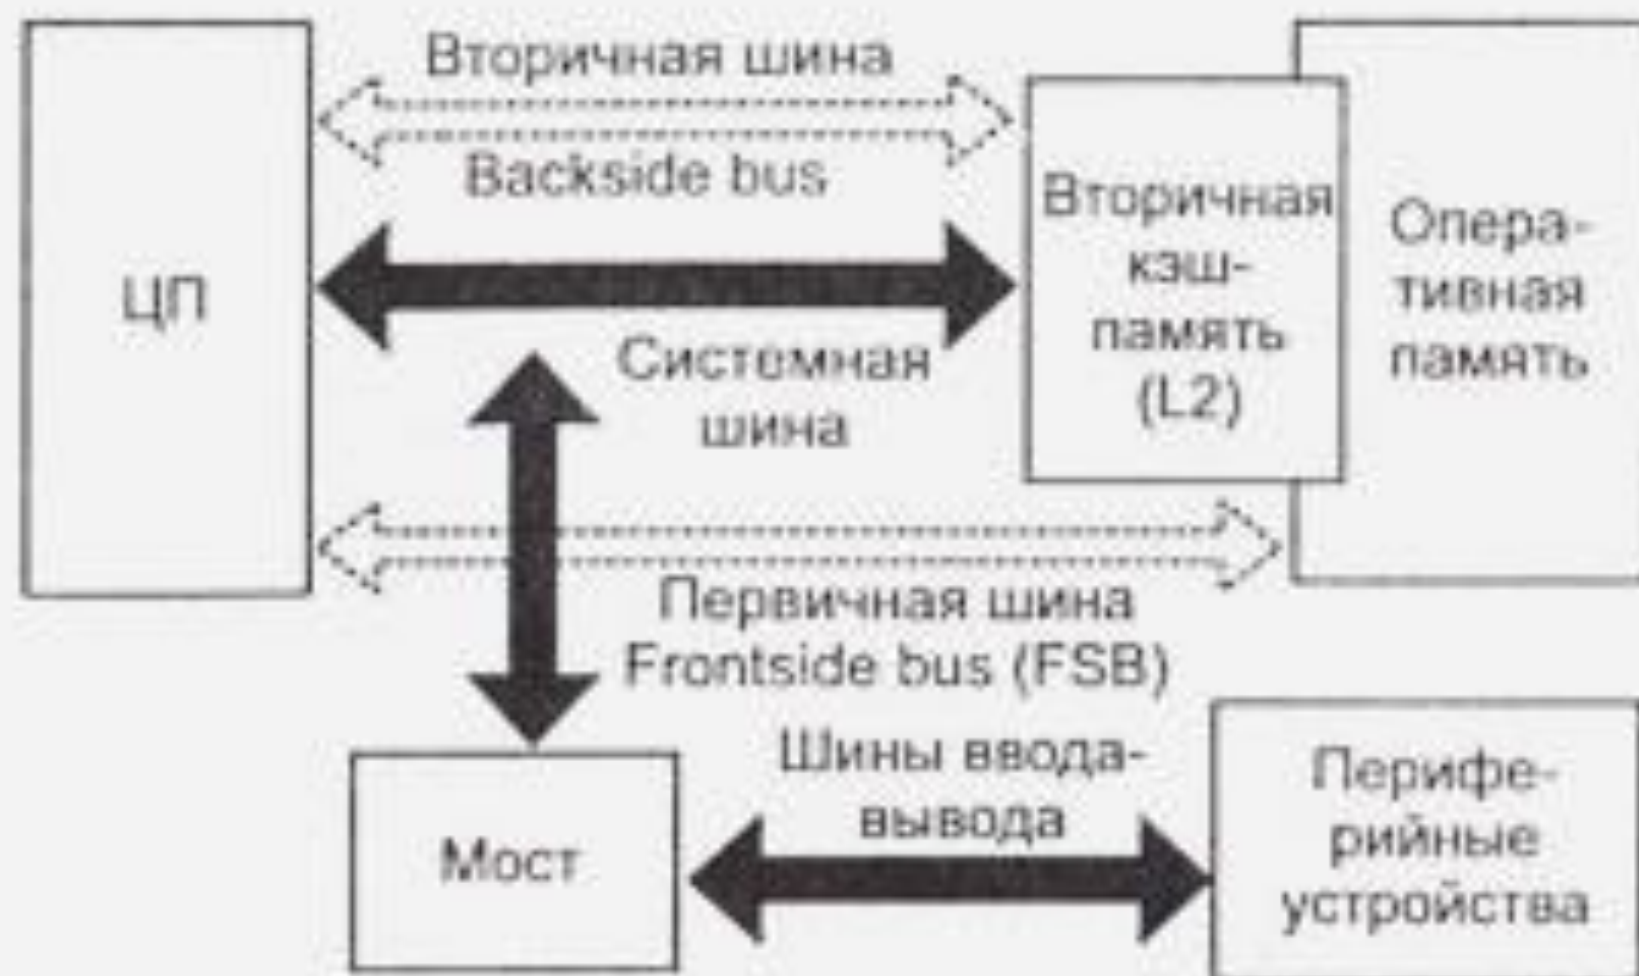 ЦП
Вторичная шина
Backside bus
Системная
шина
Вторичная
кэш-
память
(L2)
Опера-
тивная
память
Первичная шина
Frontside bus (FSB)
Мост
Шины ввода-
вывода
Перифе-
рийные
устройства